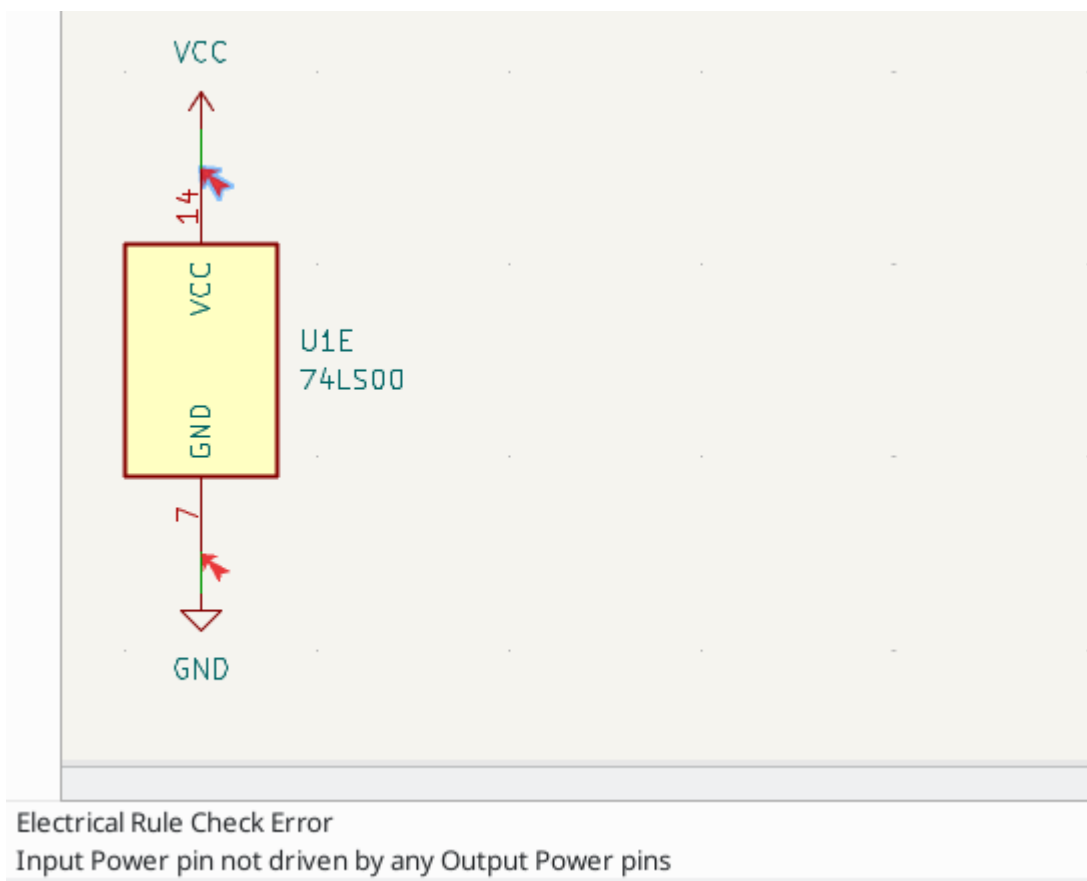 VCC
14
VCC
U1E
74LS00
GND
7
GND
Electrical Rule Check Error
Input Power pin not driven by any Output Power pins